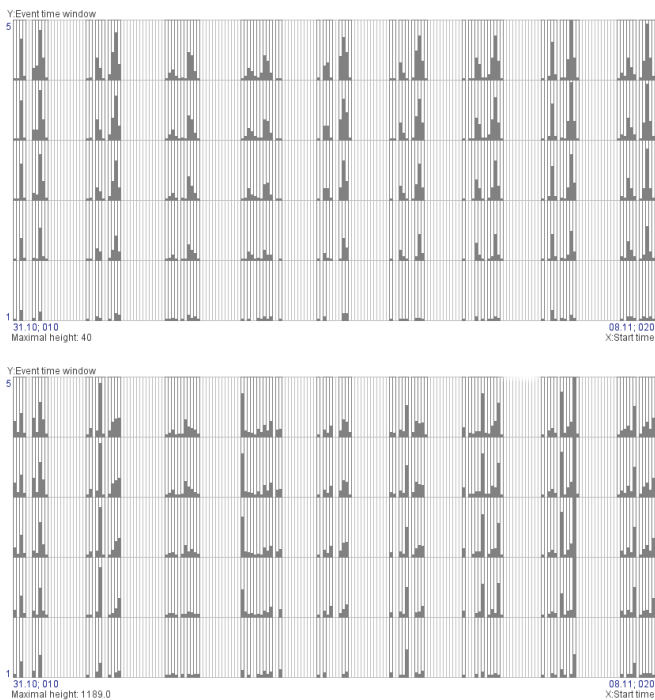 Y:Event time window
5
1
31.10; 010 08.11; 020
Maximal height: 40 X:Start time
Y:Event time window
5
1
31.10; 010 08.11; 020
Maximal height: 1189.0 X:Start time